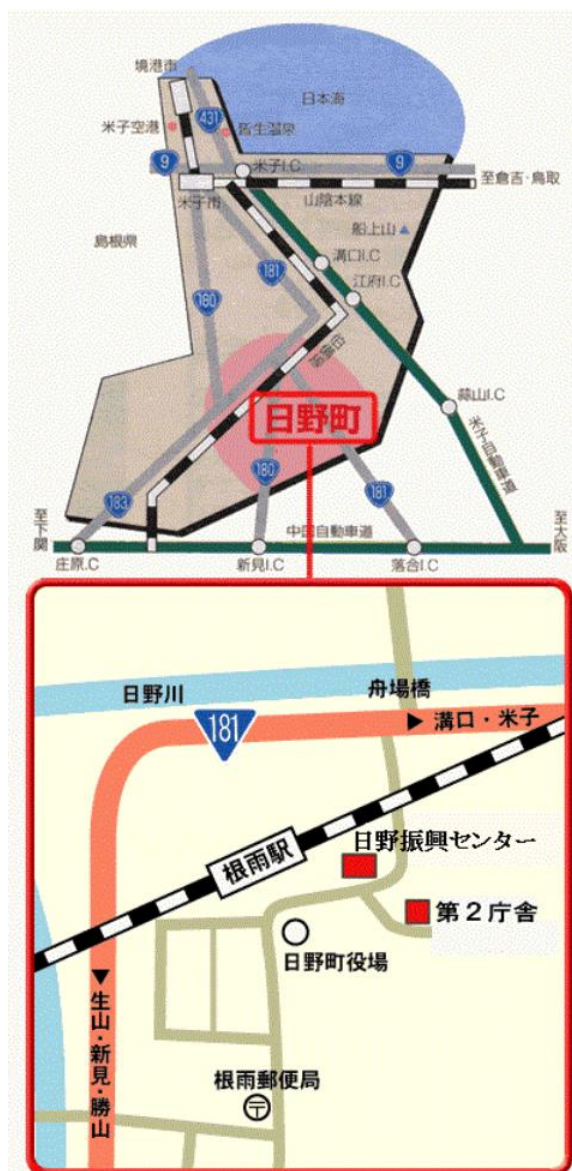 境港市
日本海
米子空港
431
皆生温泉
9
米子I.C
9
至倉吉・鳥取
米子市
山陰本線
船上山
島根県
溝口I.C
181
江府I.C
180
伯備線
蒜山I.C
日野町
米子自動車道
180
183
181
至下関
中国自動車道
至大阪
庄原I.C
新見I.C
落合I.C
日野川
舟場橋
181
溝口・米子
日野振興センター
根雨駅
第2庁舎
日野町役場
生山・新見・勝山
根雨郵便局
〒